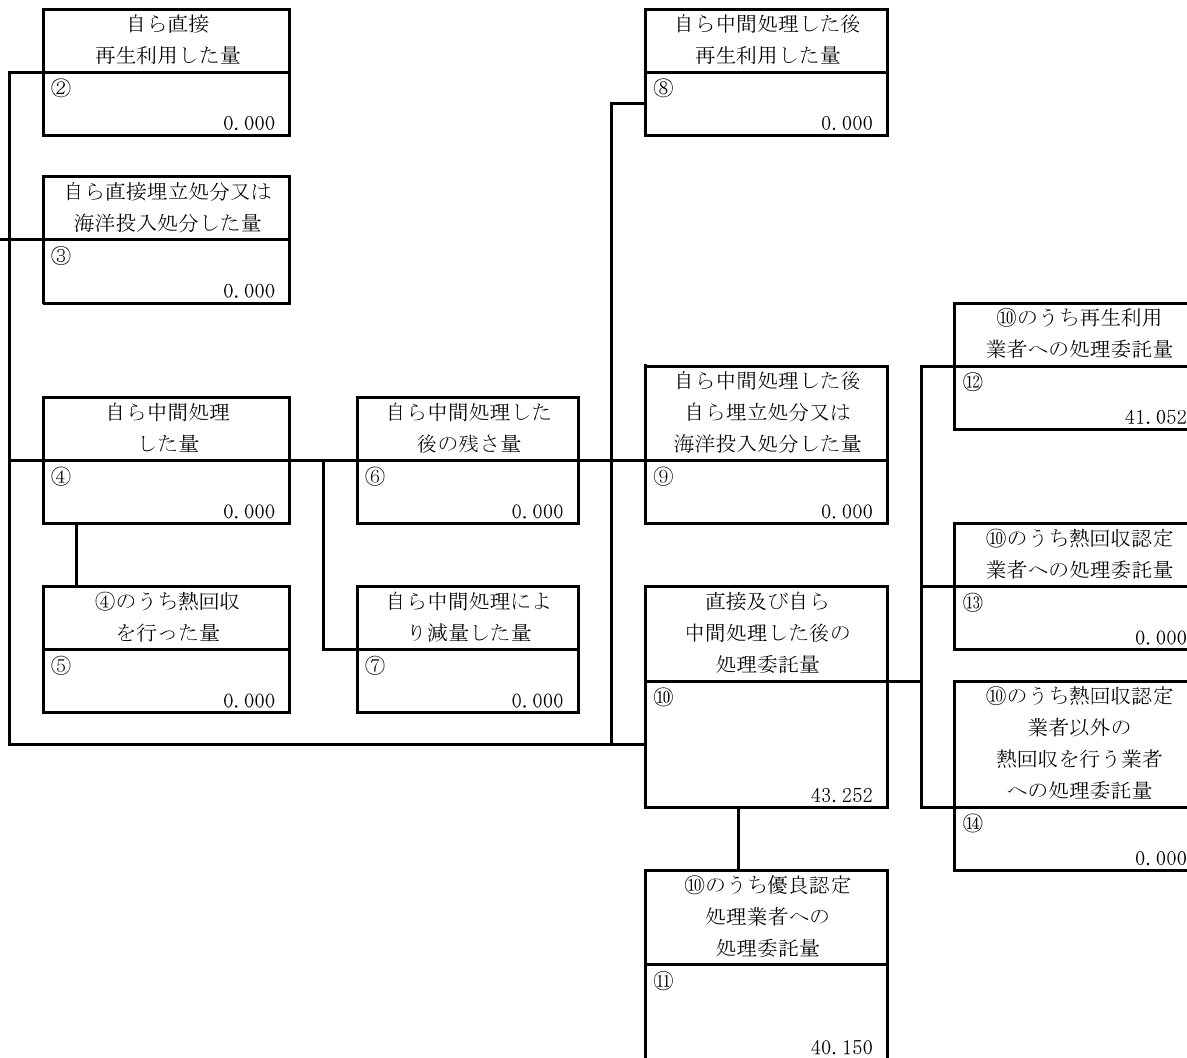 自ら直接
再生利用した量
②
0.000
自ら中間処理した後
再生利用した量
⑧
0.000
自ら直接埋立処分又は
海洋投入処分した量
③
0.000
⑩のうち再生利用
業者への処理委託量
⑫
41.052
自ら中間処理
した量
④
0.000
自ら中間処理した
後の残さ量
⑥
0.000
自ら中間処理した後
自ら埋立処分又は
海洋投入処分した量
⑨
0.000
⑩のうち熱回収認定
業者への処理委託量
⑬
0.000
④のうち熱回収
を行った量
⑤
0.000
自ら中間処理によ
り減量した量
⑦
0.000
直接及び自ら
中間処理した後の
処理委託量
⑩
43.252
⑩のうち熱回収認定
業者以外の
熱回収を行う業者
への処理委託量
⑭
0.000
⑩のうち優良認定
処理業者への
処理委託量
⑪
40.150